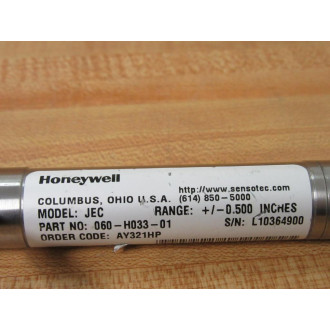 Honeywell http://www.sensotec.com
COLUMBUS, OHIO U.S.A. (614) 850-5000
MODEL: JEC RANGE: +/-0.500 INCHES
PART NO: 060-H033-01 S/N: L10364900
ORDER CODE: AY321HP